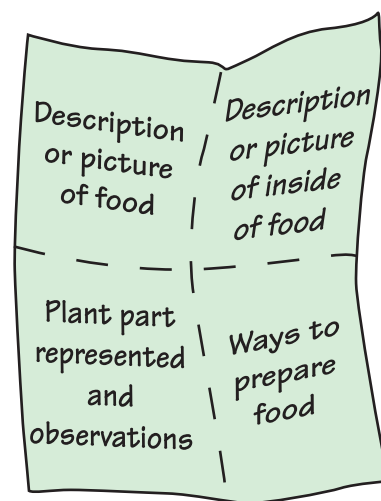 Description
or picture
of food
Description
or picture
of inside
of food
Plant part
represented
and
observations
Ways to
prepare
food